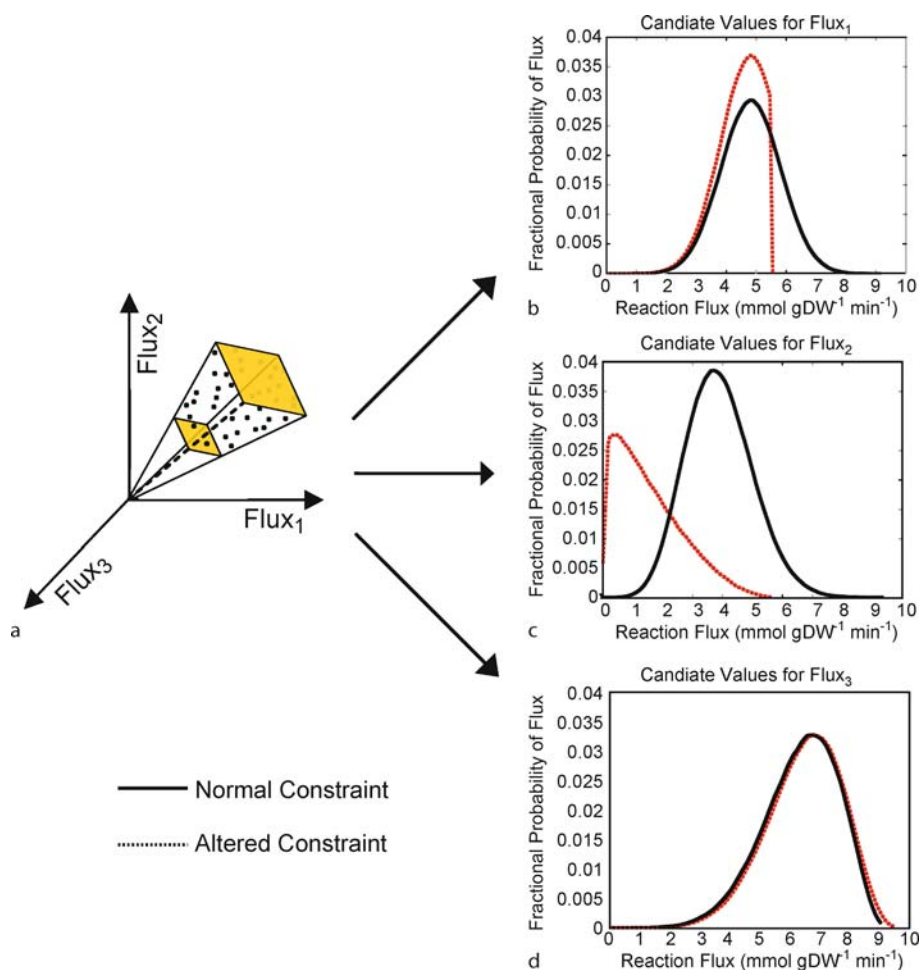 Candiate Values for Flux₁
Fractional Probability of Flux
0.04
0.035
0.03
0.025
0.02
0.015
0.01
0.005
0
0 1 2 3 4 5 6 7 8 9 10
Reaction Flux (mmol gDW⁻¹ min⁻¹)
b
Flux₂
Flux₁
Flux₃
a
Candiate Values for Flux₂
Fractional Probability of Flux
0.04
0.035
0.03
0.025
0.02
0.015
0.01
0.005
0
0 1 2 3 4 5 6 7 8 9 10
Reaction Flux (mmol gDW⁻¹ min⁻¹)
c
Candiate Values for Flux₃
Fractional Probability of Flux
0.04
0.035
0.03
0.025
0.02
0.015
0.01
0.005
0
0 1 2 3 4 5 6 7 8 9 10
Reaction Flux (mmol gDW⁻¹ min⁻¹)
d
Normal Constraint
Altered Constraint